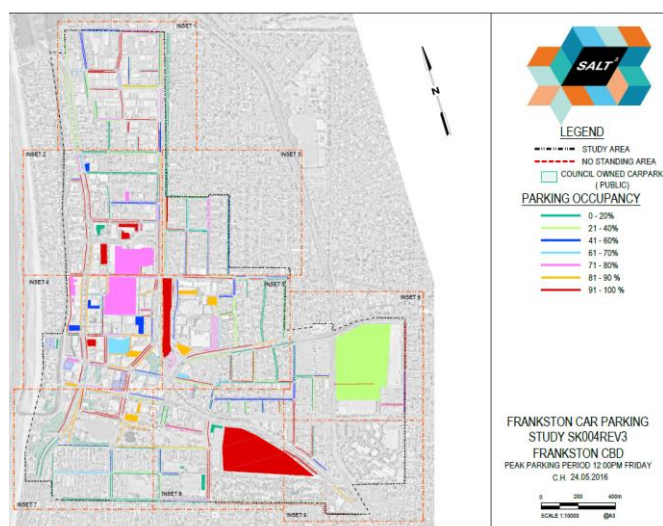 INSET 1
INSET 2
INSET 3
INSET 4
INSET 5
INSET 6
INSET 7
INSET 8
INSET 9
N
SALT3
LEGEND
STUDY AREA
NO STANDING AREA
COUNCIL OWNED CARPARK
( PUBLIC)
PARKING OCCUPANCY
0 - 20%
21 - 40%
41 - 60%
61 - 70%
71 - 80%
81 - 90 %
91 - 100 %
FRANKSTON CAR PARKING
STUDY SK004REV3
FRANKSTON CBD
PEAK PARKING PERIOD 12:00PM FRIDAY
C.H. 24.05.2016
0 200 400m
SCALE 1:10000 @A3